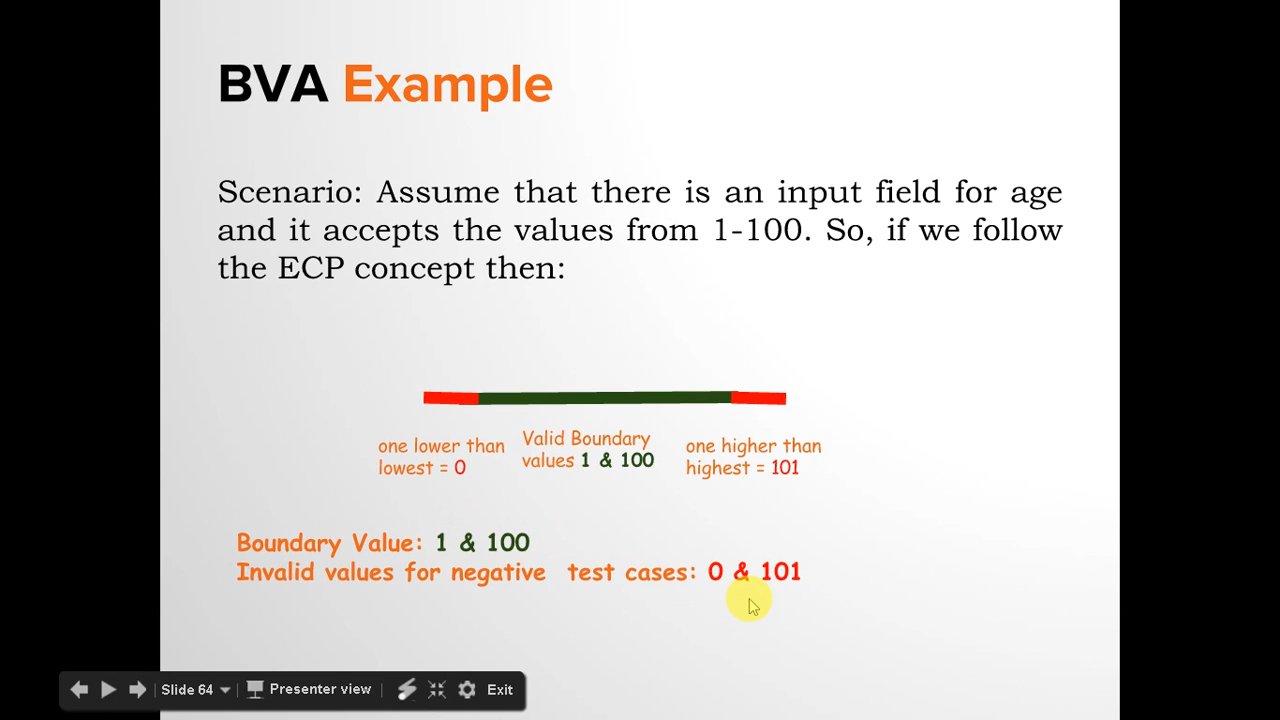 BVA Example
Scenario: Assume that there is an input field for age
and it accepts the values from 1-100. So, if we follow
the ECP concept then:
one lower than
lowest = 0
Valid Boundary
values 1 & 100
one higher than
highest = 101
Boundary Value: 1 & 100
Invalid values for negative test cases: 0 & 101
Slide 64
Presenter view
Exit